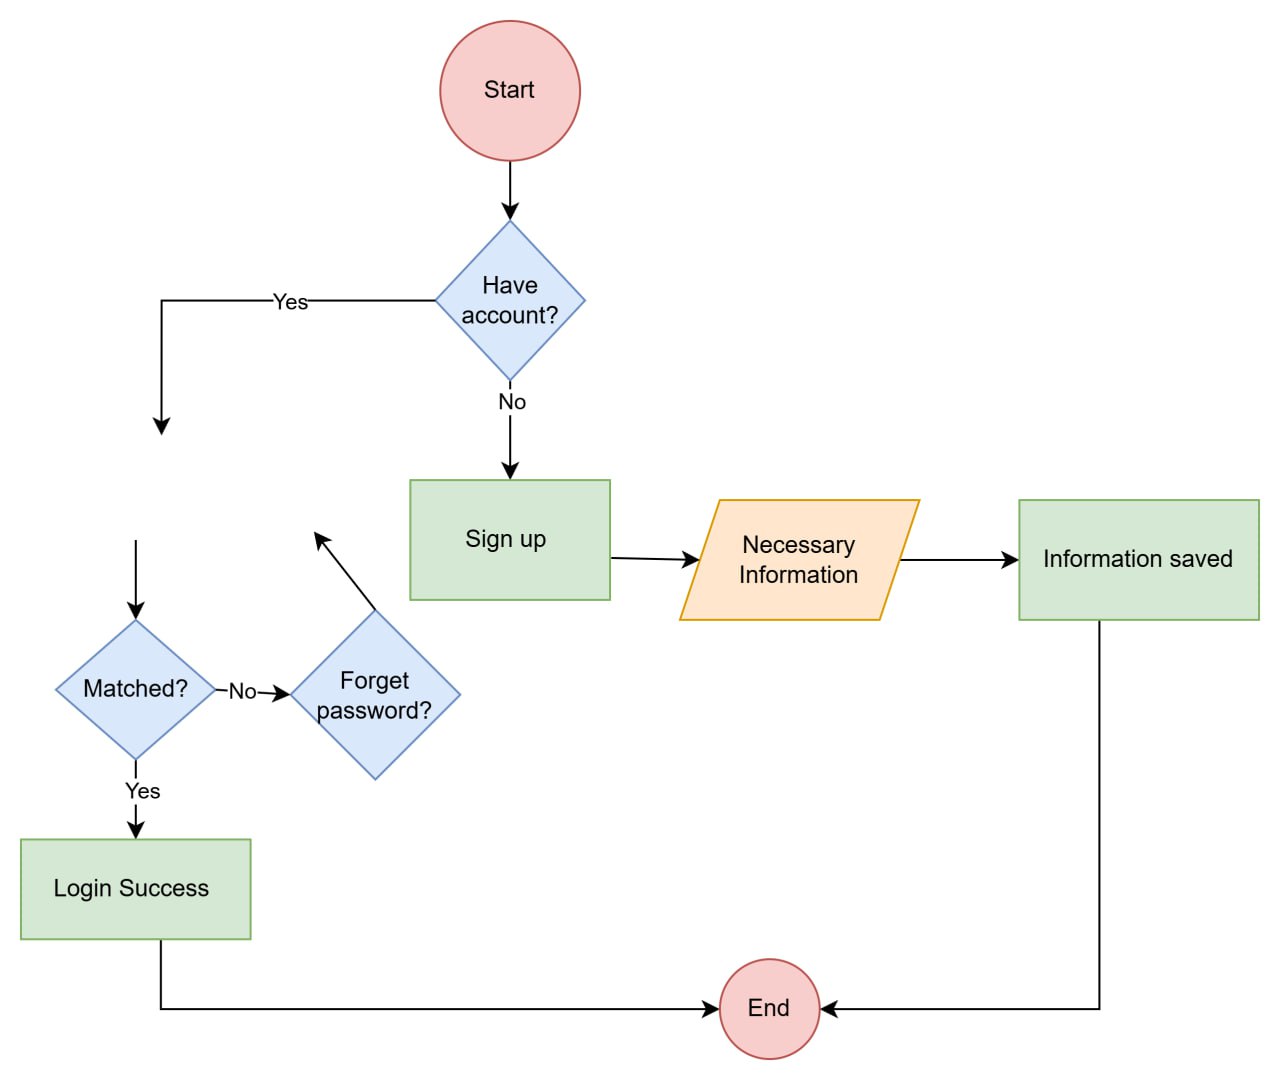 Start
Have
account?
Yes
No
Sign up
Necessary
Information
Information saved
Matched?
No
Forget
password?
Yes
Login Success
End